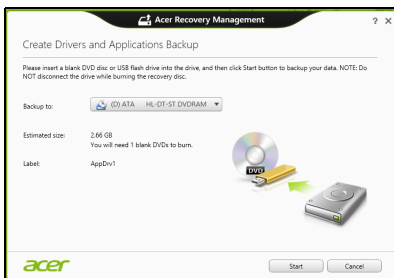 Acer Recovery Management
? X
Create Drivers and Applications Backup
Please insert a blank DVD disc or USB flash drive into the drive, and then click Start button to backup your data. NOTE: Do
NOT disconnect the drive while burning the recovery disc.
Backup to: (D) ATA HL-DT-ST DVDRAM
Estimated size: 2.66 GB
You will need 1 blank DVDs to burn.
Label: AppDrv1
DVD
acer
Start Cancel